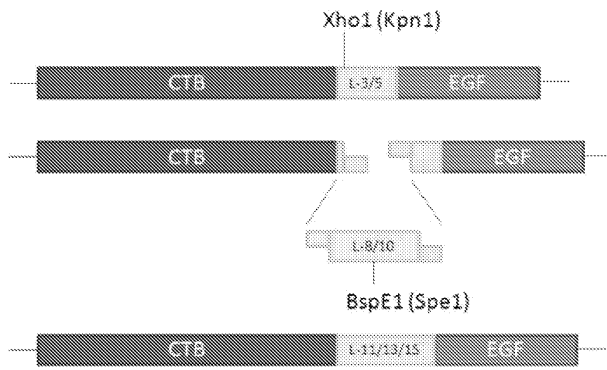 Xho1 (Kpn1)
CTB L-3/5 EGF
CTB EGF
L-8/10
BspE1 (Spe1)
CTB L-11/13/15 EGF